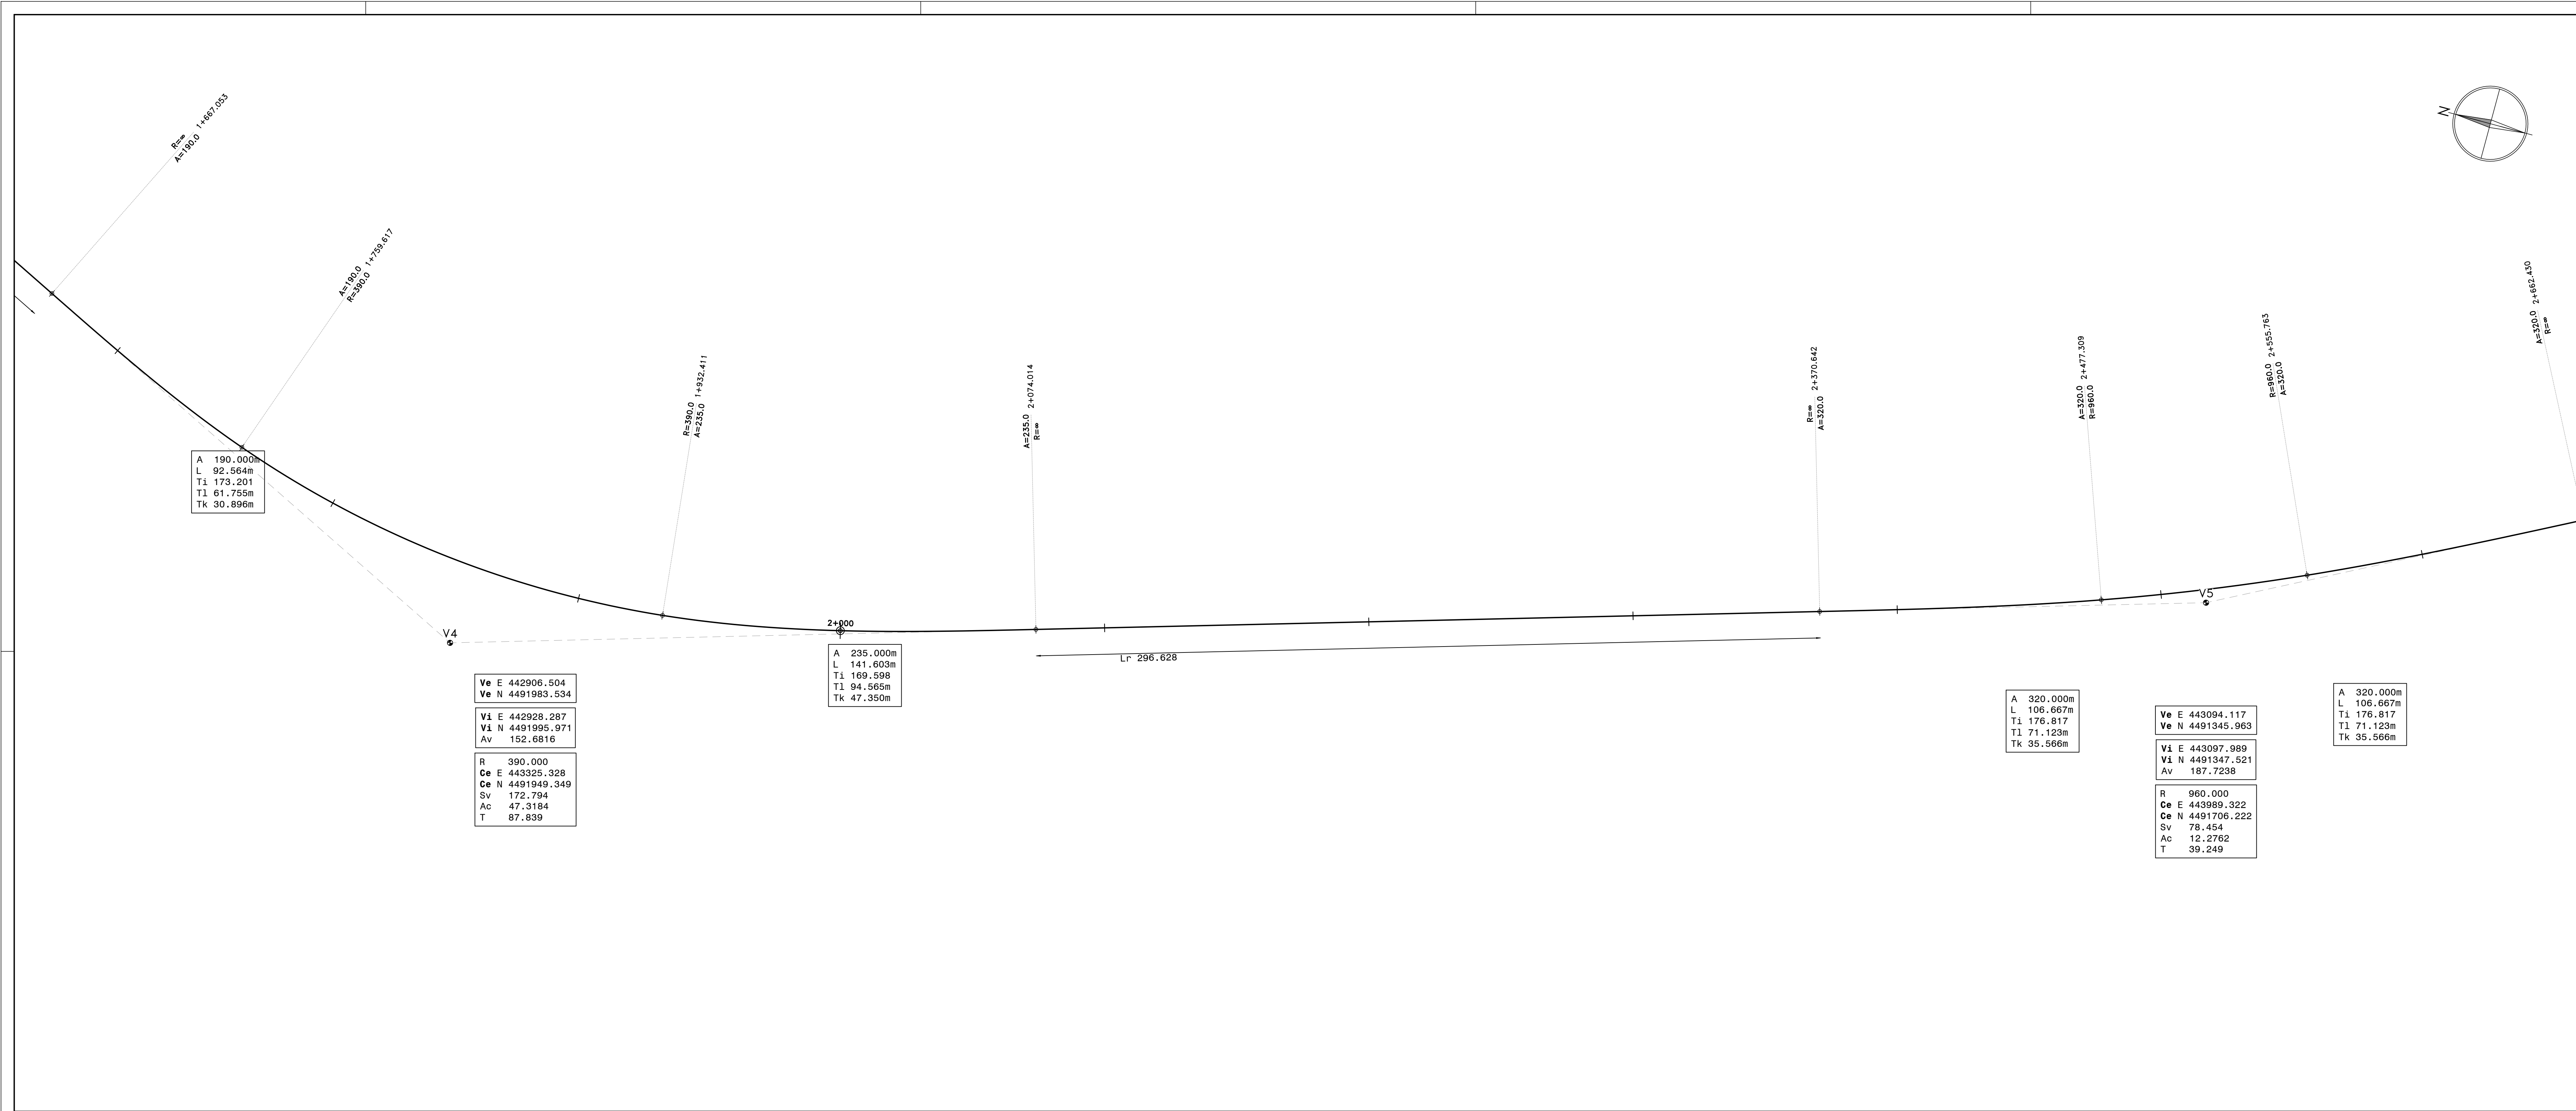 R=∞ 1+667.053
A=190.0
A=190.0 1+759.617
R=390.0
R=390.0 1+932.411
A=235.0
A=235.0 2+074.014
R=∞
R=∞ 2+370.642
A=320.0
A=320.0 2+477.309
R=960.0
R=960.0 2+555.763
A=320.0
A=320.0 2+662.430
R=∞
N
A 190.000m
L 92.564m
Ti 173.201
Tl 61.755m
Tk 30.896m
V4
2+000
V5
A 235.000m
L 141.603m
Ti 169.598
Tl 94.565m
Tk 47.350m
Lr 296.628
Ve E 442906.504
Ve N 4491983.534
Vi E 442928.287
Vi N 4491995.971
Av 152.6816
R 390.000
Ce E 443325.328
Ce N 4491949.349
Sv 172.794
Ac 47.3184
T 87.839
A 320.000m
L 106.667m
Ti 176.817
Tl 71.123m
Tk 35.566m
Ve E 443094.117
Ve N 4491345.963
Vi E 443097.989
Vi N 4491347.521
Av 187.7238
R 960.000
Ce E 443989.322
Ce N 4491706.222
Sv 78.454
Ac 12.2762
T 39.249
A 320.000m
L 106.667m
Ti 176.817
Tl 71.123m
Tk 35.566m